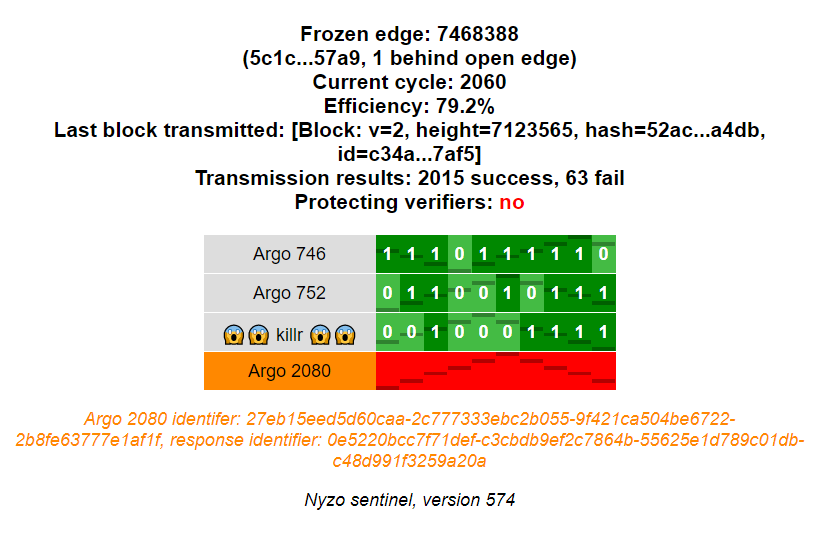 Frozen edge: 7468388
(5c1c...57a9, 1 behind open edge)
Current cycle: 2060
Efficiency: 79.2%
Last block transmitted: [Block: v=2, height=7123565, hash=52ac...a4db,
id=c34a...7af5]
Transmission results: 2015 success, 63 fail
Protecting verifiers: no
Argo 746 1 1 1 0 1 1 1 1 1 0
Argo 752 0 1 1 0 0 1 0 1 1 1
😱😱 killr 😱😱 0 0 1 0 0 0 1 1 1 1
Argo 2080
Argo 2080 identifer: 27eb15eed5d60caa-2c777333ebc2b055-9f421ca504be6722-
2b8fe63777e1af1f, response identifier: 0e5220bcc7f71def-c3cbdb9ef2c7864b-55625e1d789c01db-
c48d991f3259a20a
Nyzo sentinel, version 574